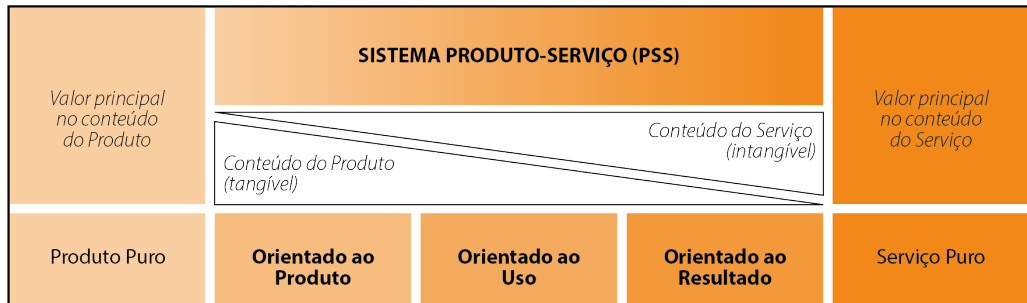 SISTEMA PRODUTO-SERVIÇO (PSS)
Valor principal
no conteúdo
do Produto
Conteúdo do Serviço
(intangível)
Conteúdo do Produto
(tangível)
Valor principal
no conteúdo
do Serviço
Produto Puro
Orientado ao
Produto
Orientado ao
Uso
Orientado ao
Resultado
Serviço Puro